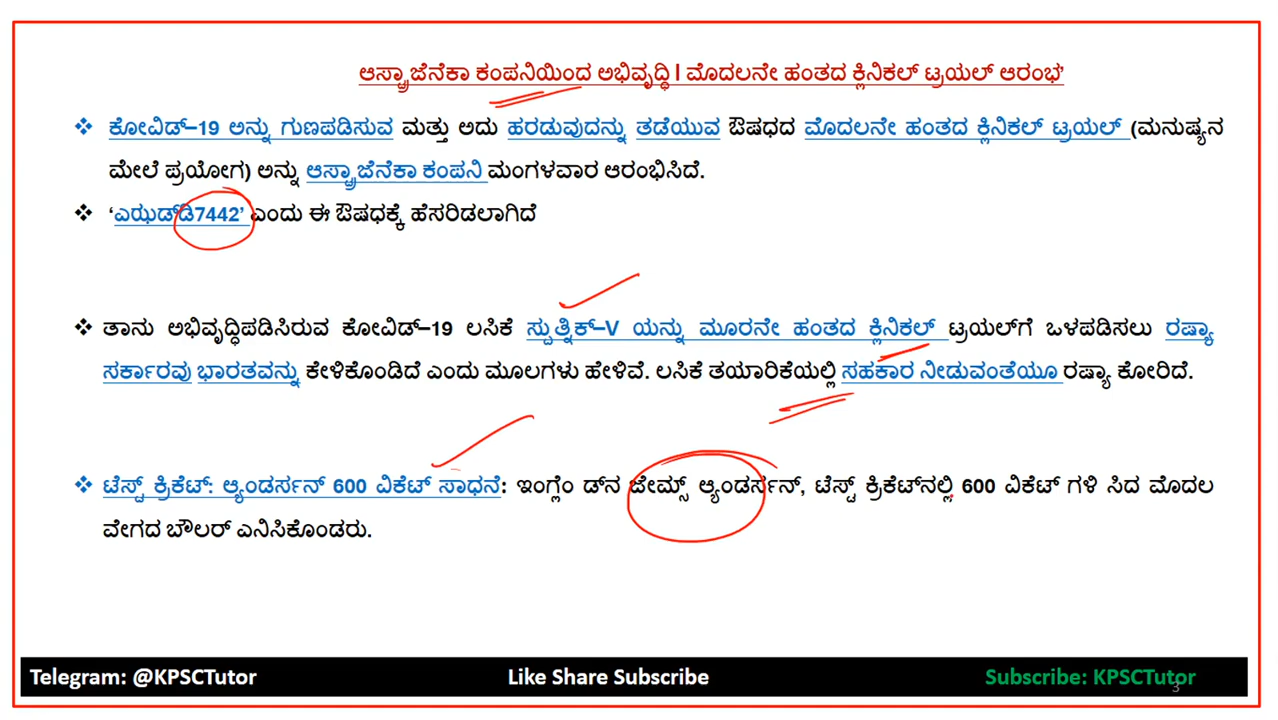 ಆಸ್ಟ್ರಾಜೆನೆಕಾ ಕಂಪನಿಯಿಂದ ಅಭಿವೃದ್ಧಿ l ಮೊದಲನೇ ಹಂತದ ಕ್ಲಿನಿಕಲ್ ಟ್ರಯಲ್ ಆರಂಭ'
❖ ಕೋವಿಡ್–19 ಅನ್ನು ಗುಣಪಡಿಸುವ ಮತ್ತು ಅದು ಹರಡುವುದನ್ನು ತಡೆಯುವ ಔಷಧದ ಮೊದಲನೇ ಹಂತದ ಕ್ಲಿನಿಕಲ್ ಟ್ರಯಲ್ (ಮನುಷ್ಯನ
ಮೇಲೆ ಪ್ರಯೋಗ) ಅನ್ನು ಆಸ್ಟ್ರಾಜೆನೆಕಾ ಕಂಪನಿ ಮಂಗಳವಾರ ಆರಂಭಿಸಿದೆ.
❖ ‘ಎಝಡ್‌ಡಿ7442’ ಎಂದು ಈ ಔಷಧಕ್ಕೆ ಹೆಸರಿಡಲಾಗಿದೆ
❖ ತಾನು ಅಭಿವೃದ್ಧಿಪಡಿಸಿರುವ ಕೋವಿಡ್–19 ಲಸಿಕೆ ಸ್ಪುತ್ನಿಕ್–V ಯನ್ನು ಮೂರನೇ ಹಂತದ ಕ್ಲಿನಿಕಲ್ ಟ್ರಯಲ್‌ಗೆ ಒಳಪಡಿಸಲು ರಷ್ಯಾ
ಸರ್ಕಾರವು ಭಾರತವನ್ನು ಕೇಳಿಕೊಂಡಿದೆ ಎಂದು ಮೂಲಗಳು ಹೇಳಿವೆ. ಲಸಿಕೆ ತಯಾರಿಕೆಯಲ್ಲಿ ಸಹಕಾರ ನೀಡುವಂತೆಯೂ ರಷ್ಯಾ ಕೋರಿದೆ.
❖ ಟೆಸ್ಟ್ ಕ್ರಿಕೆಟ್: ಆ್ಯಂಡರ್ಸನ್ 600 ವಿಕೆಟ್ ಸಾಧನೆ: ಇಂಗ್ಲೆಂ ಡ್‌ನ ಜೇಮ್ಸ್ ಆ್ಯಂಡರ್ಸನ್, ಟೆಸ್ಟ್ ಕ್ರಿಕೆಟ್‌ನಲ್ಲಿ 600 ವಿಕೆಟ್ ಗಳಿ ಸಿದ ಮೊದಲ
ವೇಗದ ಬೌಲರ್ ಎನಿಸಿಕೊಂಡರು.
Telegram: @KPSCTutor Like Share Subscribe Subscribe: KPSCTutor
3